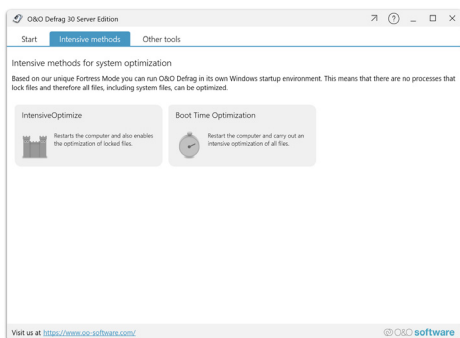 O&O Defrag 30 Server Edition
Start Intensive methods Other tools
Intensive methods for system optimization
Based on our unique Fortress Mode you can run O&O Defrag in its own Windows startup environment. This means that there are no processes that
lock files and therefore all files, including system files, can be optimized.
IntensiveOptimize
Restarts the computer and also enables
the optimization of locked files.
Boot Time Optimization
Restart the computer and carry out an
intensive optimization of all files.
Visit us at https://www.oo-software.com/
O&O software